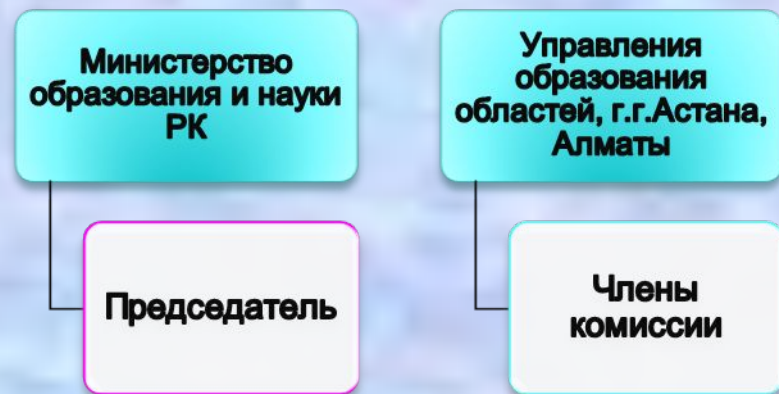 Министерство
образования и науки
РК
Председатель
Управления
образования
областей, г.г.Астана,
Алматы
Члены
комиссии